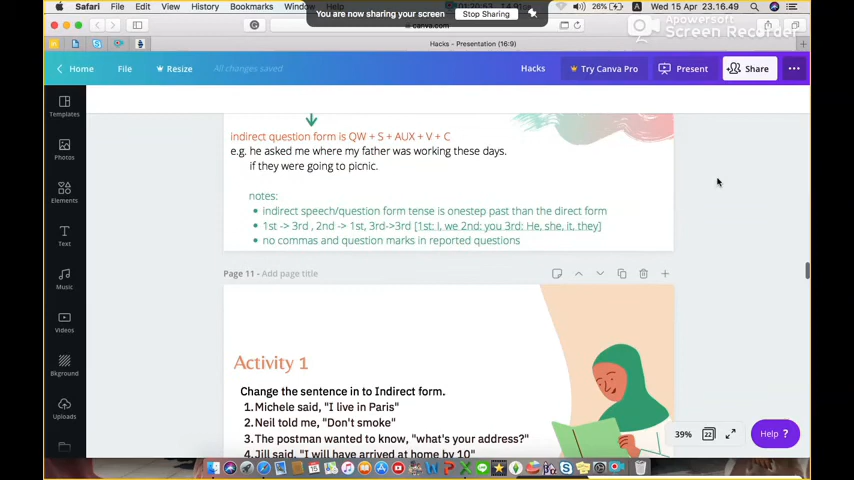 Safari File Edit View History Bookmarks Window
You are now sharing your screen Stop Sharing
26% Wed 15 Apr 23.16.49
canva.com
Apowersoft
Screen Recorder
Hacks - Presentation (16:9)
Home File Resize All changes saved Hacks Try Canva Pro Present Share
Templates
Photos
Elements
Text
Music
Videos
Bkground
Uploads
indirect question form is QW + S + AUX + V + C
e.g. he asked me where my father was working these days.
if they were going to picnic.
notes:
indirect speech/question form tense is onestep past than the direct form
1st -> 3rd , 2nd -> 1st, 3rd->3rd [1st: I, we 2nd: you 3rd: He, she, it, they]
no commas and question marks in reported questions
Page 11 - Add page title
Activity 1
Change the sentence in to Indirect form.
1. Michele said, "I live in Paris"
2. Neil told me, "Don't smoke"
3. The postman wanted to know, "what's your address?"
4. Jill said, "I will have arrived at home by 10"
39% 22 Help ?